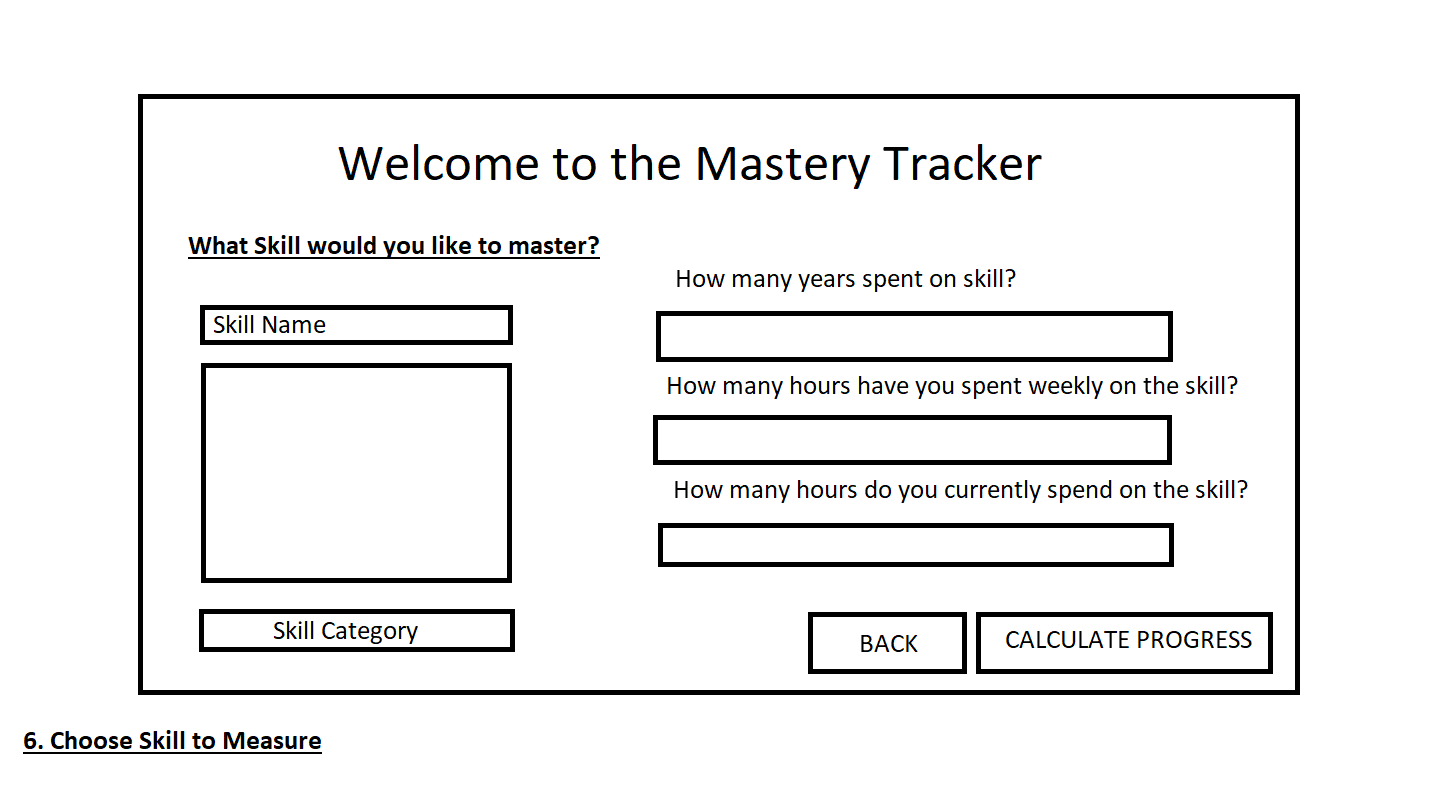 Welcome to the Mastery Tracker
What Skill would you like to master?
Skill Name
Skill Category
How many years spent on skill?
How many hours have you spent weekly on the skill?
How many hours do you currently spend on the skill?
BACK
CALCULATE PROGRESS
6. Choose Skill to Measure